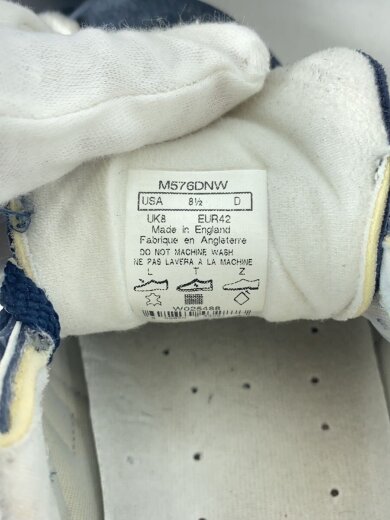 M576DNW
USA 8½ D
UK8 EUR42
Made in England
Fabrique en Angleterre
DO NOT MACHINE WASH
NE PAS LAVERA A LA MACHINE
L T Z
W025488